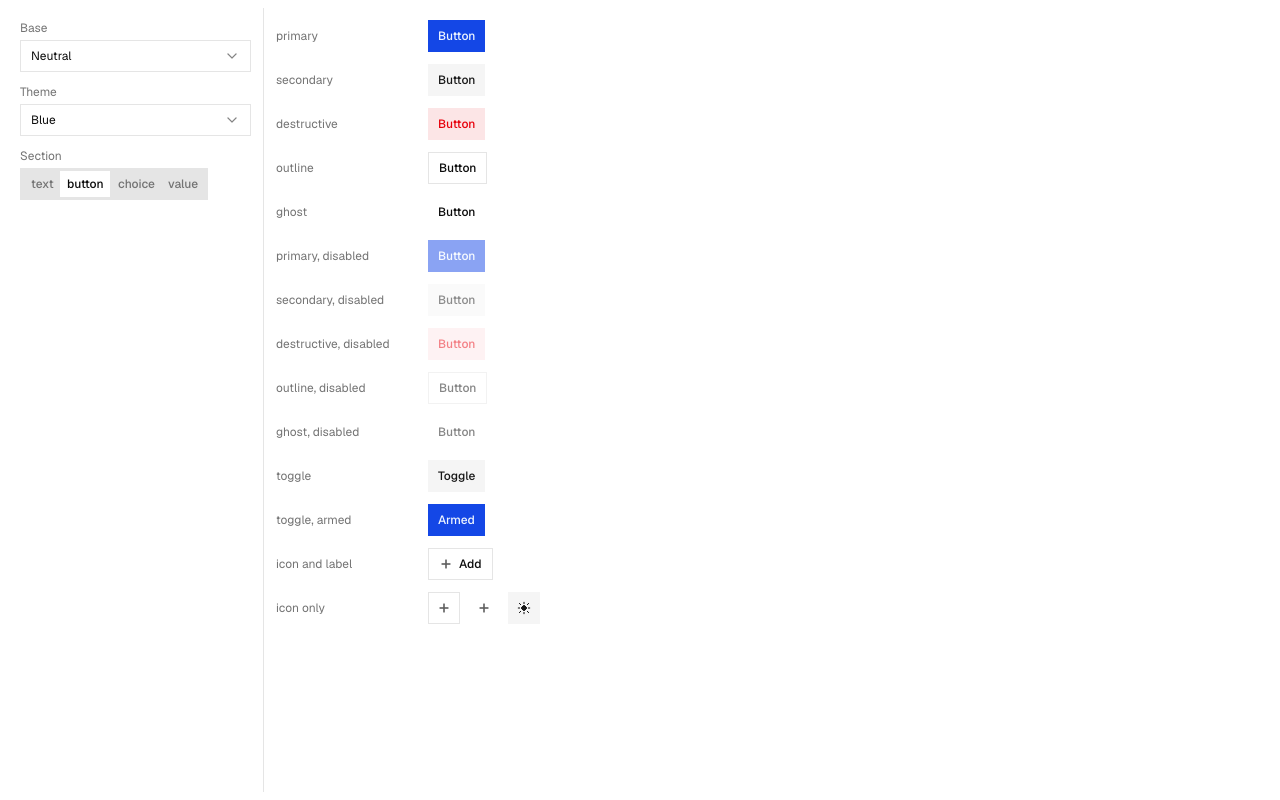 Base
Neutral
Theme
Blue
Section
text button choice value
primary Button
secondary Button
destructive Button
outline Button
ghost Button
primary, disabled Button
secondary, disabled Button
destructive, disabled Button
outline, disabled Button
ghost, disabled Button
toggle Toggle
toggle, armed Armed
icon and label Add
icon only